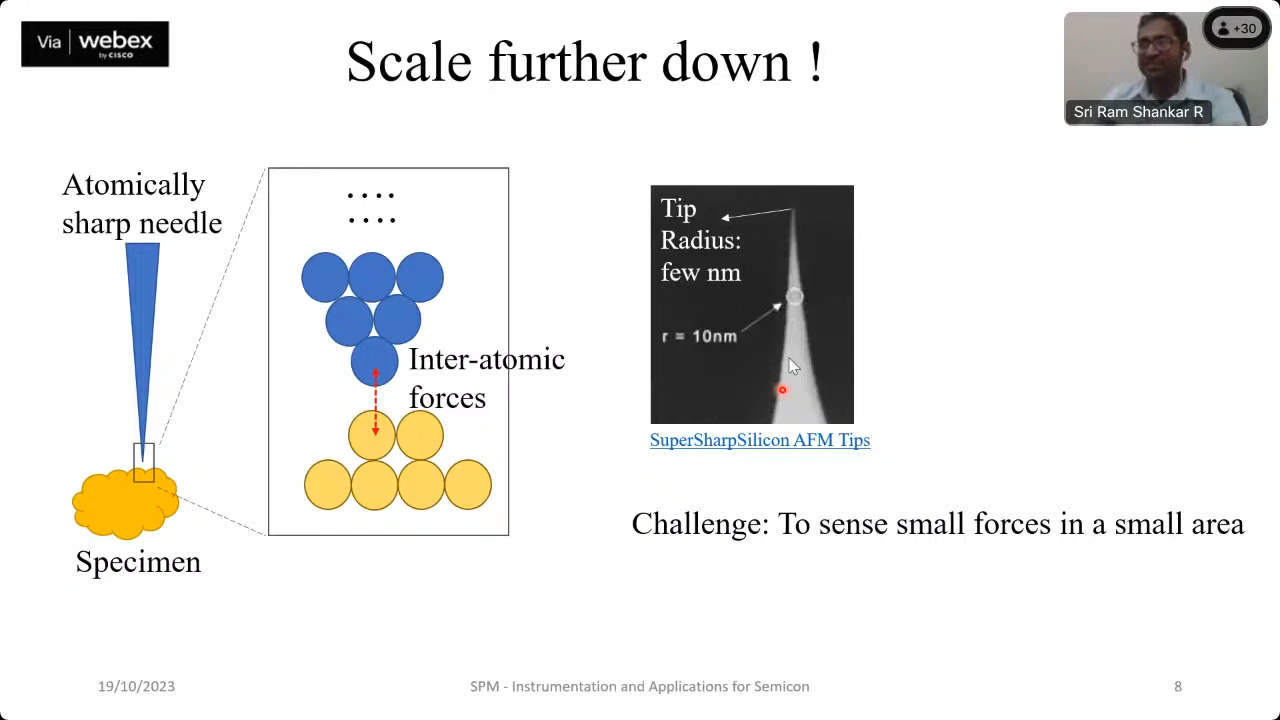 Via webex
by CISCO
Scale further down !
+30
Sri Ram Shankar R
Atomically
sharp needle
Inter-atomic
forces
Specimen
Tip
Radius:
few nm
r = 10nm
SuperSharpSilicon AFM Tips
Challenge: To sense small forces in a small area
19/10/2023
SPM - Instrumentation and Applications for Semicon
8